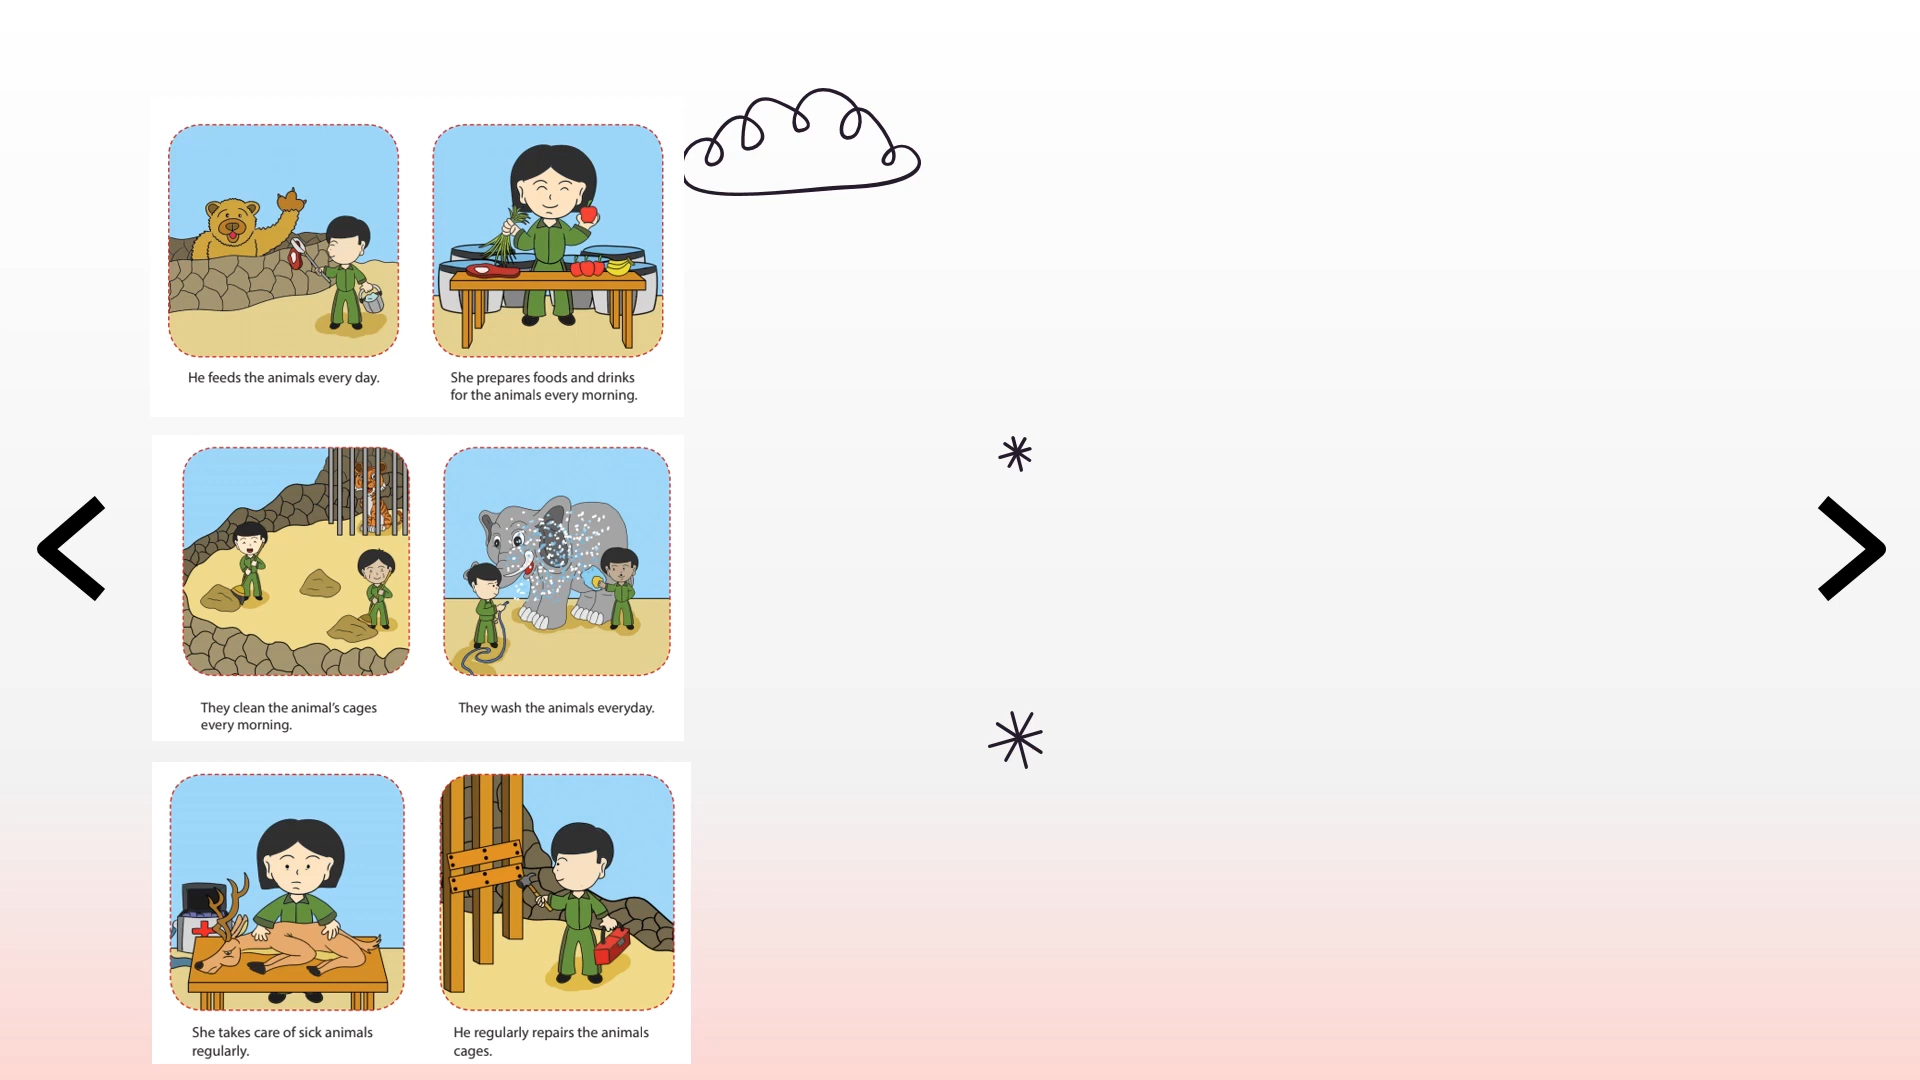 He feeds the animals every day.
She prepares foods and drinks
for the animals every morning.
They clean the animal's cages
every morning.
They wash the animals everyday.
She takes care of sick animals
regularly.
He regularly repairs the animals
cages.